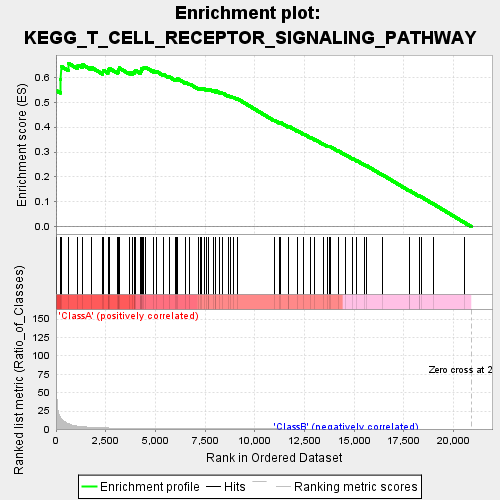 Enrichment plot:
KEGG_T_CELL_RECEPTOR_SIGNALING_PATHWAY
Enrichment score (ES)
0.6
0.5
0.4
0.3
0.2
0.1
0.0
'ClassA' (positively correlated)
Ranked list metric (Ratio_of_Classes)
150
125
100
75
50
25
0
Zero cross at 2
'ClassB' (negatively correlated)
0 2,500 5,000 7,500 10,000 12,500 15,000 17,500 20,000
Rank in Ordered Dataset
Enrichment profile Hits Ranking metric scores